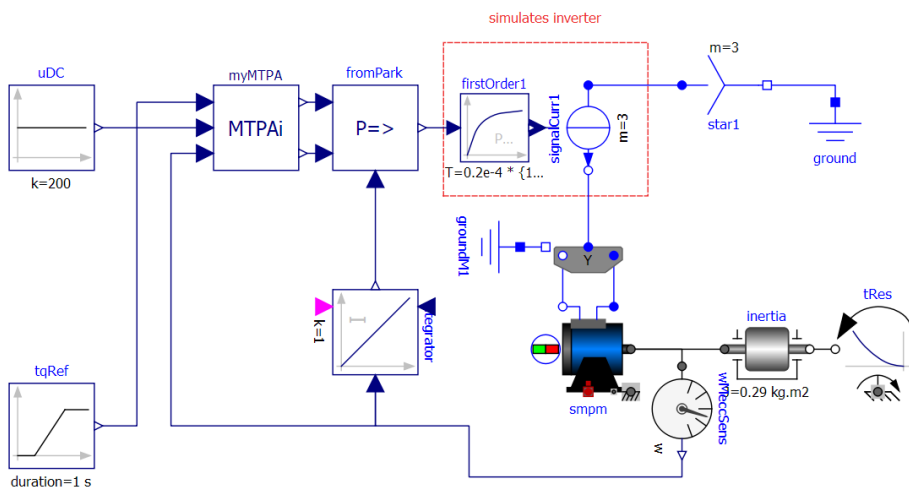 simulates inverter
m=3
uDC
myMTPA
fromPark
firstOrder1
MTPAi
P=>
P...
signalCurr1
m=3
star1
ground
k=200
T=0.2e-4 * {1...
groundM1
Y
tRes
inertia
I
k=1
tegrator
tqRef
wMeccSens
=0.29 kg.m2
smpm
w
duration=1 s